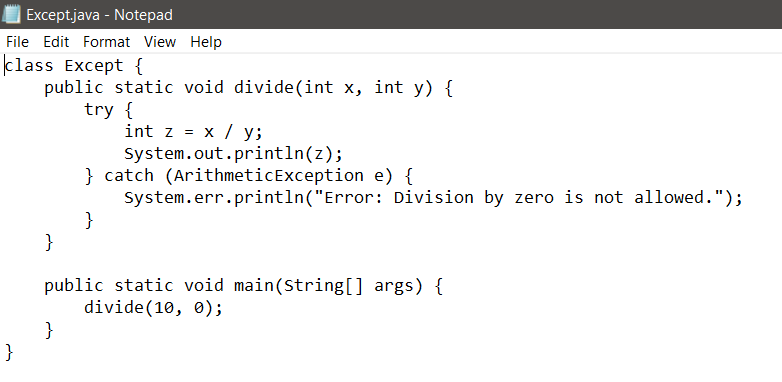 Except.java - Notepad
File Edit Format View Help
class Except {
    public static void divide(int x, int y) {
        try {
            int z = x / y;
            System.out.println(z);
        } catch (ArithmeticException e) {
            System.err.println("Error: Division by zero is not allowed.");
        }
    }

    public static void main(String[] args) {
        divide(10, 0);
    }
}